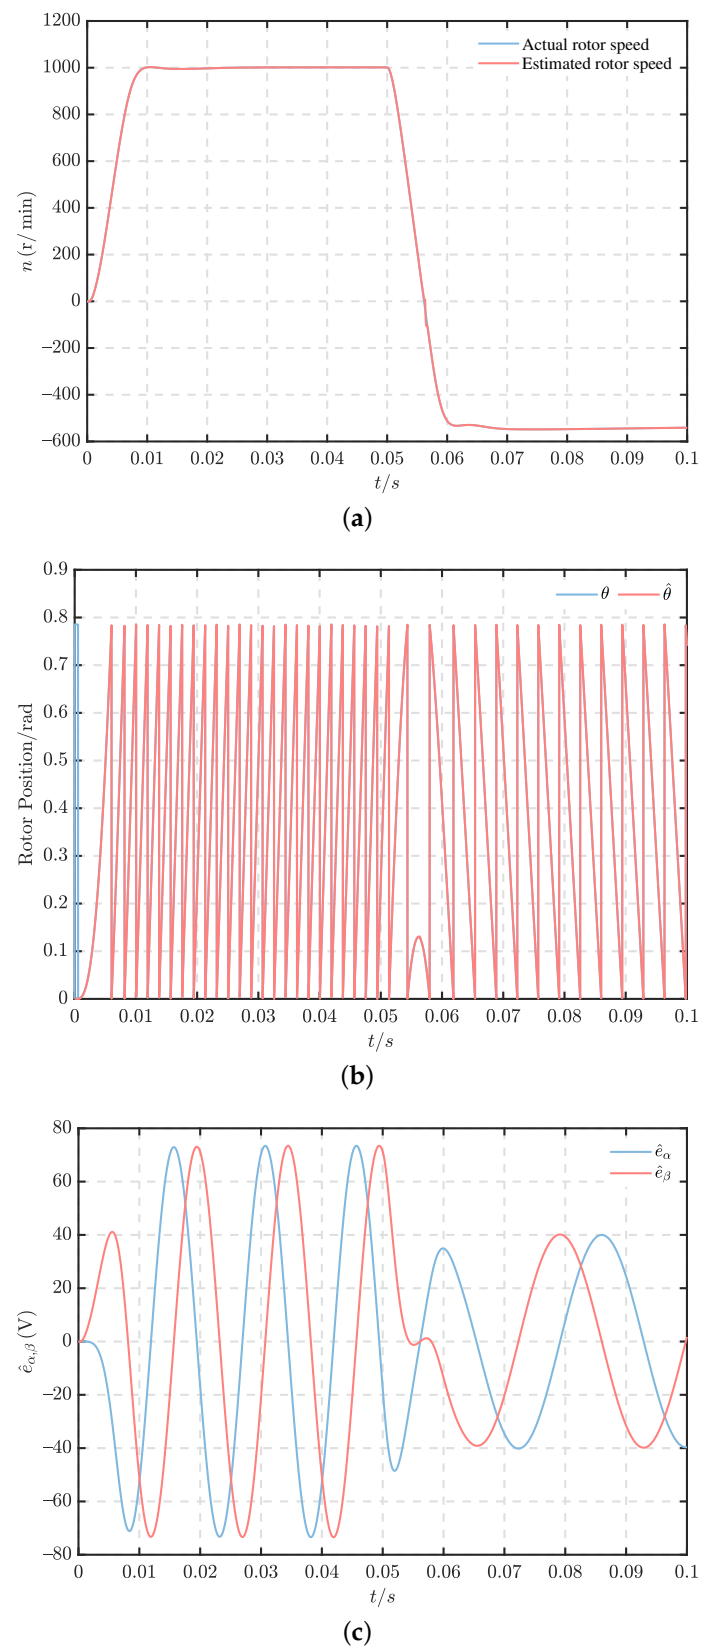 1200
1000
800
600
400
200
0
−200
−400
−600
n (r/ min)
Actual rotor speed
Estimated rotor speed
0 0.01 0.02 0.03 0.04 0.05 0.06 0.07 0.08 0.09 0.1
t/s
(a)
0.9
0.8
0.7
0.6
0.5
0.4
0.3
0.2
0.1
0
Rotor Position/rad
θ θ̂
0 0.01 0.02 0.03 0.04 0.05 0.06 0.07 0.08 0.09 0.1
t/s
(b)
80
60
40
20
0
−20
−40
−60
−80
ê_{α,β} (V)
ê_α
ê_β
0 0.01 0.02 0.03 0.04 0.05 0.06 0.07 0.08 0.09 0.1
t/s
(c)